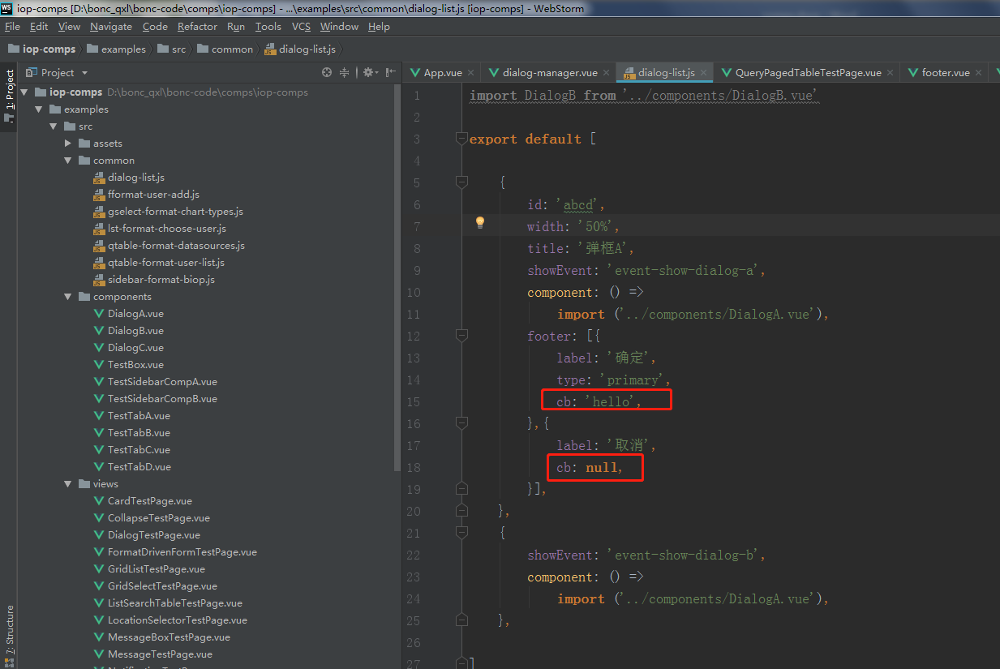 iop-comps [D:\bonc_qxl\bonc-code\comps\iop-comps] - ...\examples\src\common\dialog-list.js [iop-comps] - WebStorm
File Edit View Navigate Code Refactor Run Tools VCS Window Help
iop-comps examples src common dialog-list.js
Project
App.vue dialog-manager.vue dialog-list.js QueryPagedTableTestPage.vue footer.vue
1: Project
7: Structure
iop-comps D:\bonc_qxl\bonc-code\comps\iop-comps
examples
src
assets
common
dialog-list.js
fformat-user-add.js
gselect-format-chart-types.js
lst-format-choose-user.js
qtable-format-datasources.js
qtable-format-user-list.js
sidebar-format-biop.js
components
DialogA.vue
DialogB.vue
DialogC.vue
TestBox.vue
TestSidebarCompA.vue
TestSidebarCompB.vue
TestTabA.vue
TestTabB.vue
TestTabC.vue
TestTabD.vue
views
CardTestPage.vue
CollapseTestPage.vue
DialogTestPage.vue
FormatDrivenFormTestPage.vue
GridListTestPage.vue
GridSelectTestPage.vue
ListSearchTableTestPage.vue
LocationSelectorTestPage.vue
MessageBoxTestPage.vue
MessageTestPage.vue
1 import DialogB from '../components/DialogB.vue'
2
3 export default [
4
5 {
6 id: 'abcd',
7 width: '50%',
8 title: '弹框A',
9 showEvent: 'event-show-dialog-a',
10 component: () =>
11 import ('../components/DialogA.vue'),
12 footer: [{
13 label: '确定',
14 type: 'primary',
15 cb: 'hello',
16 },{
17 label: '取消',
18 cb: null,
19 }],
20 },
21 {
22 showEvent: 'event-show-dialog-b',
23 component: () =>
24 import ('../components/DialogA.vue'),
25 },
26
27 ]